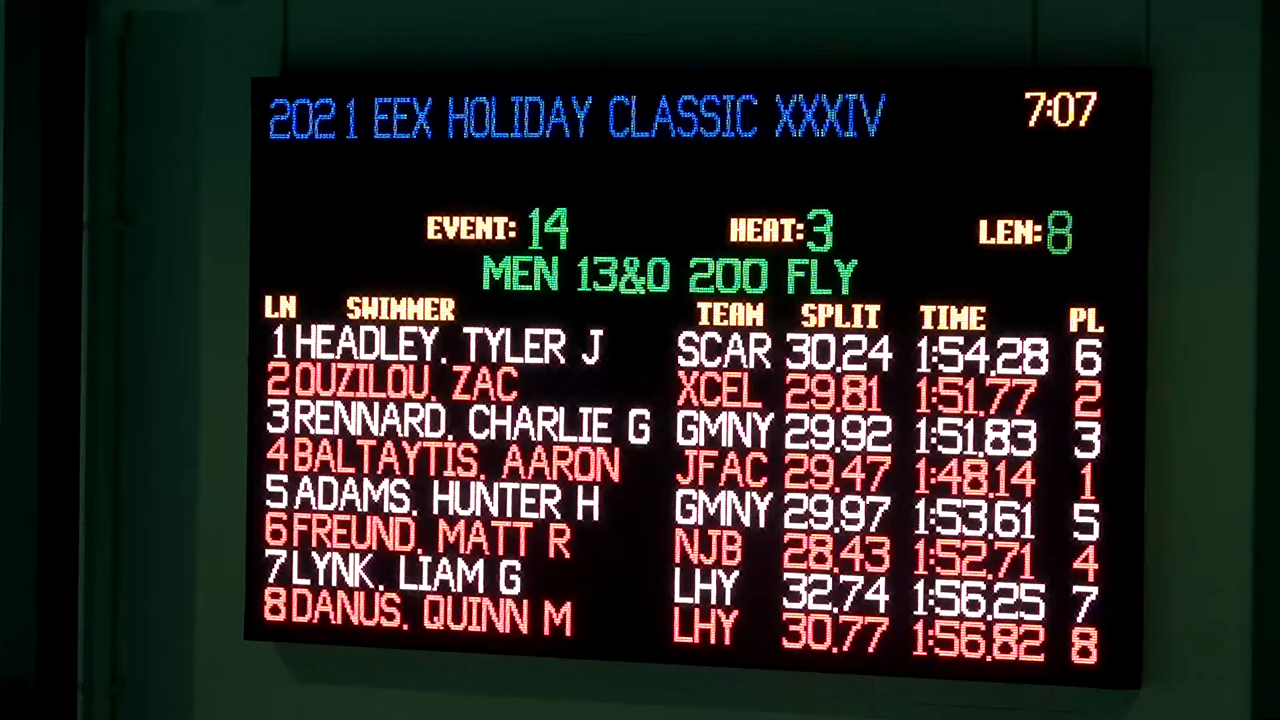 2021 EEX HOLIDAY CLASSIC XXXIV 7:07
EVENT: 14 HEAT: 3 LEN: 8
MEN 13&O 200 FLY
LN SWIMMER TEAM SPLIT TIME PL
1 HEADLEY, TYLER J SCAR 30.24 1:54.28 6
2 OUZILOU, ZAC XCEL 29.81 1:51.77 2
3 RENNARD, CHARLIE G GMNY 29.92 1:51.83 3
4 BALTAYTIS, AARON JFAC 29.47 1:48.14 1
5 ADAMS, HUNTER H GMNY 29.97 1:53.61 5
6 FREUND, MATT R NJB 28.43 1:52.71 4
7 LYNK, LIAM G LHY 32.74 1:56.25 7
8 DANUS, QUINN M LHY 30.77 1:56.82 8